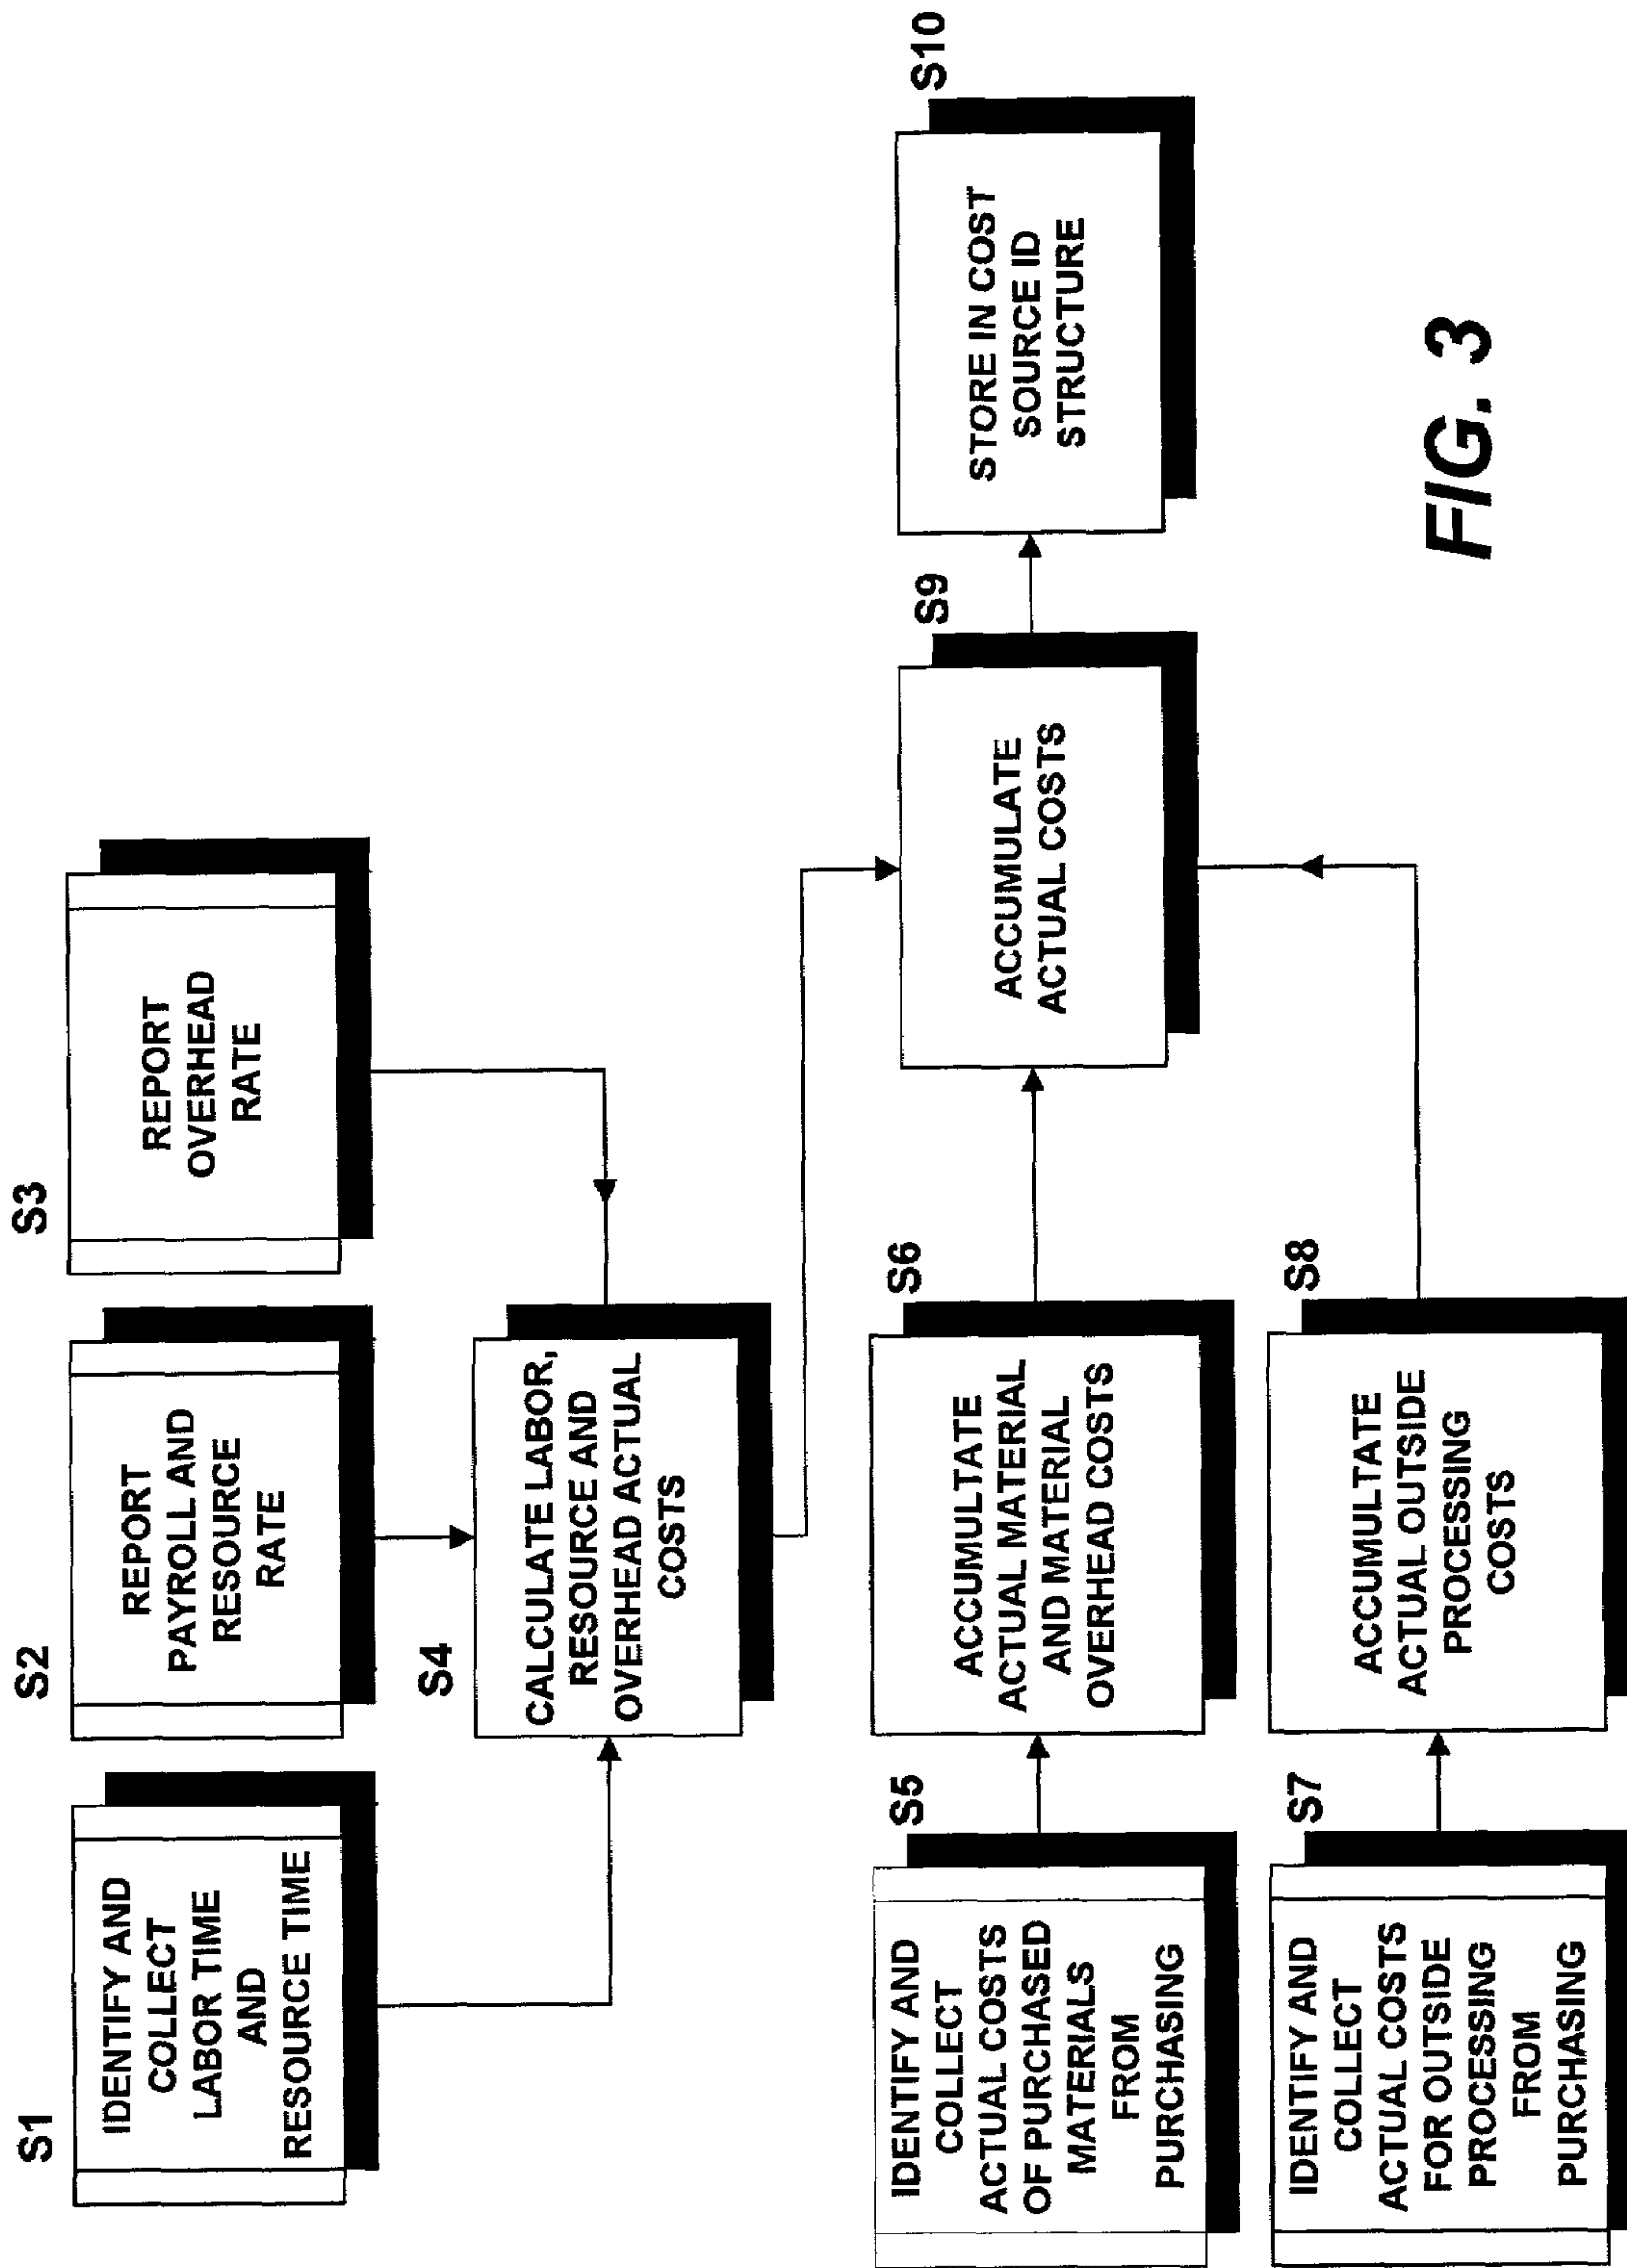 S1
IDENTIFY AND
COLLECT
LABOR TIME
AND
RESOURCE TIME
S2
REPORT
PAYROLL AND
RESOURCE
RATE
S3
REPORT
OVERHEAD
RATE
S4
CALCULATE LABOR,
RESOURCE AND
OVERHEAD ACTUAL
COSTS
S5
IDENTIFY AND
COLLECT
ACTUAL COSTS
OF PURCHASED
MATERIALS
FROM
PURCHASING
S6
ACCUMULTATE
ACTUAL MATERIAL
AND MATERIAL
OVERHEAD COSTS
S7
IDENTIFY AND
COLLECT
ACTUAL COSTS
FOR OUTSIDE
PROCESSING
FROM
PURCHASING
S8
ACCUMULTATE
ACTUAL OUTSIDE
PROCESSING
COSTS
S9
ACCUMULATE
ACTUAL COSTS
S10
STORE IN COST
SOURCE ID
STRUCTURE
FIG. 3